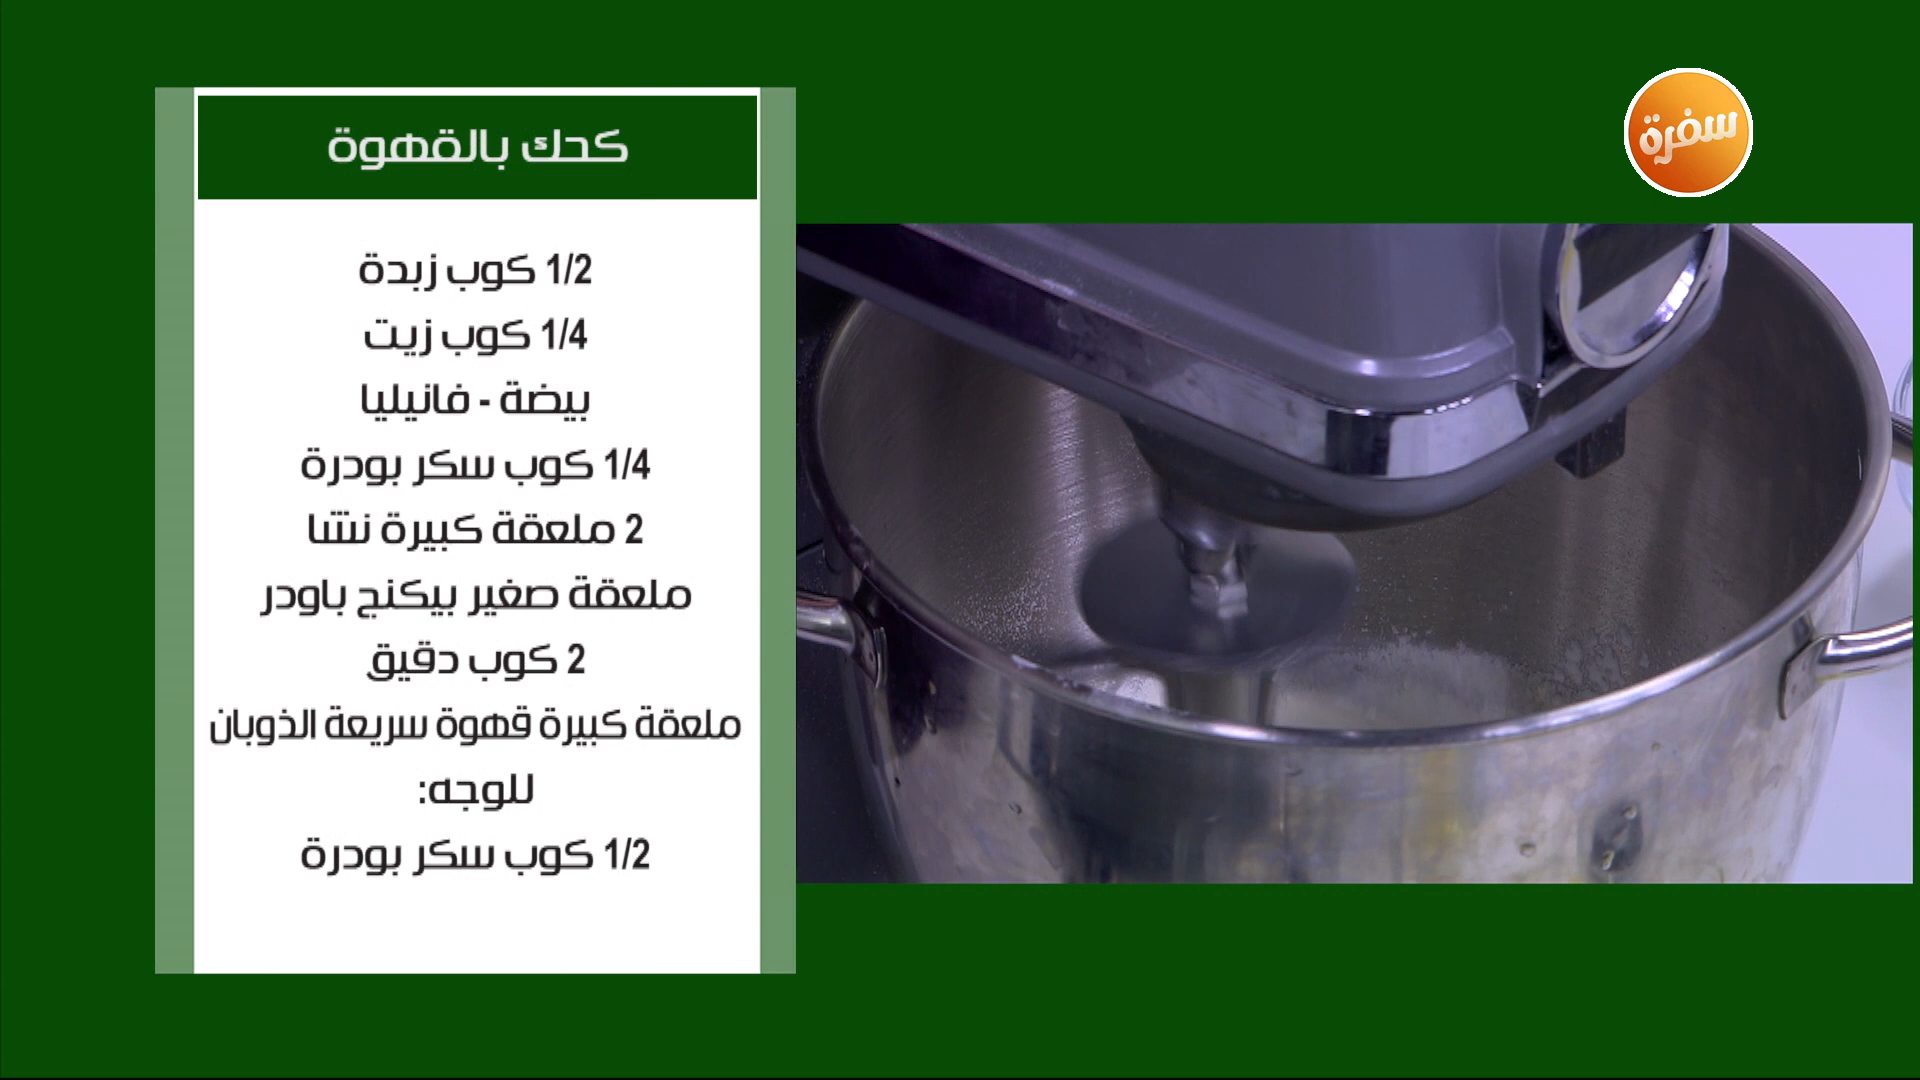 كحك بالقهوة
1/2 كوب زبدة
1/4 كوب زيت
بيضة - فانيليا
1/4 كوب سكر بودرة
2 ملعقة كبيرة نشا
ملعقة صغير بيكنج باودر
2 كوب دقيق
ملعقة كبيرة قهوة سريعة الذوبان
للوجه:
1/2 كوب سكر بودرة
سفرة